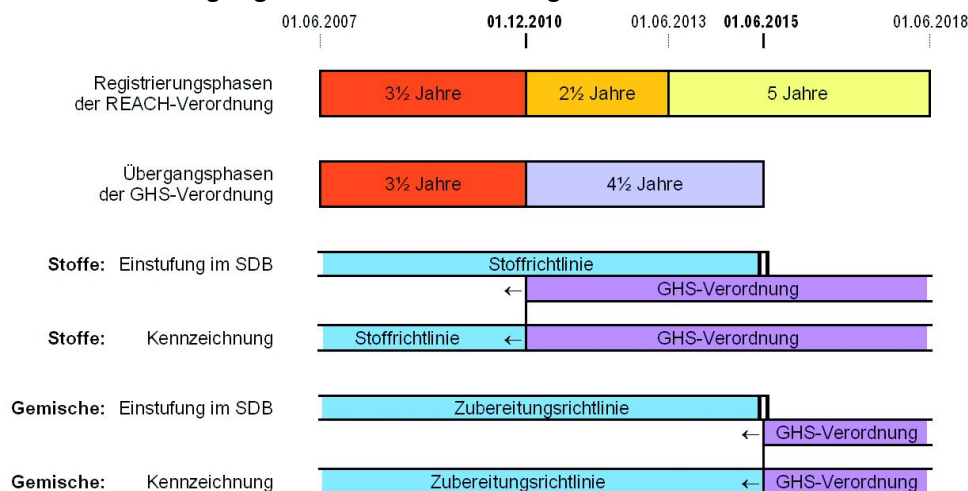 01.06.2007 01.12.2010 01.06.2013 01.06.2015 01.06.2018
Registrierungsphasen
der REACH-Verordnung
3½ Jahre 2½ Jahre 5 Jahre
Übergangsphasen
der GHS-Verordnung
3½ Jahre 4½ Jahre
Stoffe: Einstufung im SDB Stoffrichtlinie
← GHS-Verordnung
Stoffe: Kennzeichnung Stoffrichtlinie ← GHS-Verordnung
Gemische: Einstufung im SDB Zubereitungsrichtlinie
← GHS-Verordnung
Gemische: Kennzeichnung Zubereitungsrichtlinie ← GHS-Verordnung